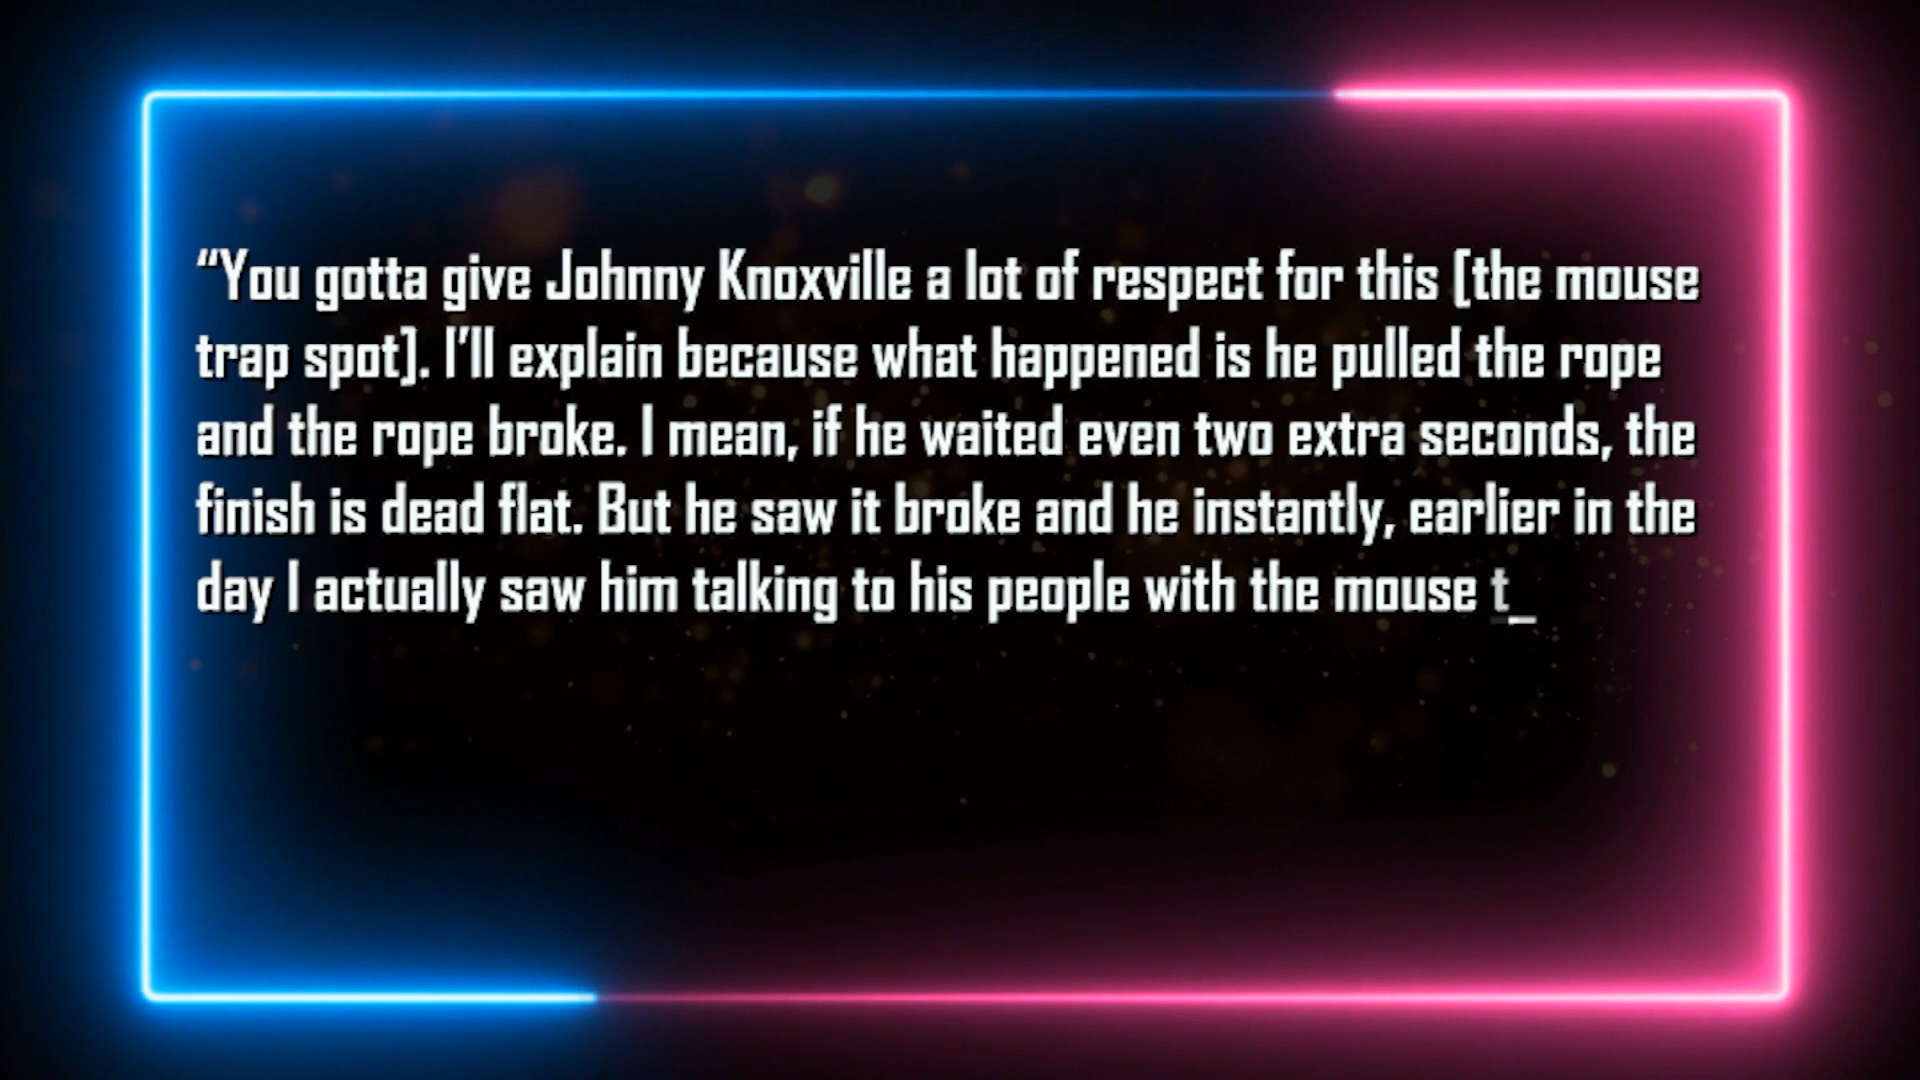 “You gotta give Johnny Knoxville a lot of respect for this [the mouse
trap spot]. I’ll explain because what happened is he pulled the rope
and the rope broke. I mean, if he waited even two extra seconds, the
finish is dead flat. But he saw it broke and he instantly, earlier in the
day I actually saw him talking to his people with the mouse t_